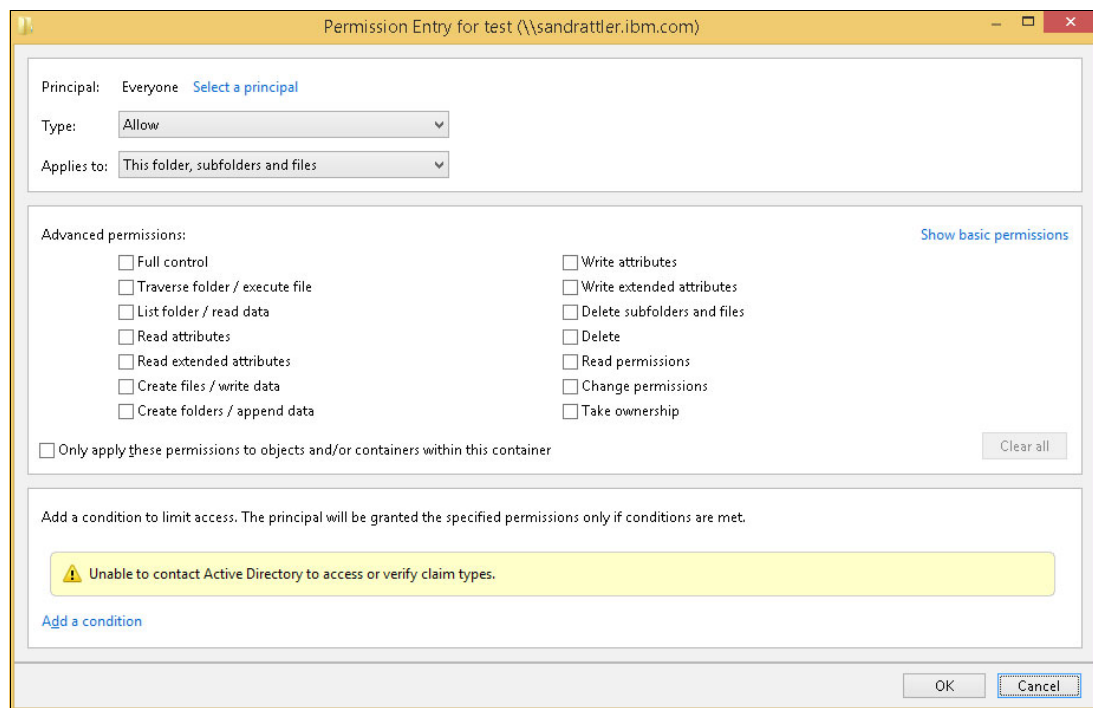 Permission Entry for test (\\sandrattler.ibm.com)
Principal: Everyone Select a principal
Type: Allow
Applies to: This folder, subfolders and files
Advanced permissions: Show basic permissions
Full control Write attributes
Traverse folder / execute file Write extended attributes
List folder / read data Delete subfolders and files
Read attributes Delete
Read extended attributes Read permissions
Create files / write data Change permissions
Create folders / append data Take ownership
Only apply these permissions to objects and/or containers within this container Clear all
Add a condition to limit access. The principal will be granted the specified permissions only if conditions are met.
Unable to contact Active Directory to access or verify claim types.
Add a condition
OK Cancel